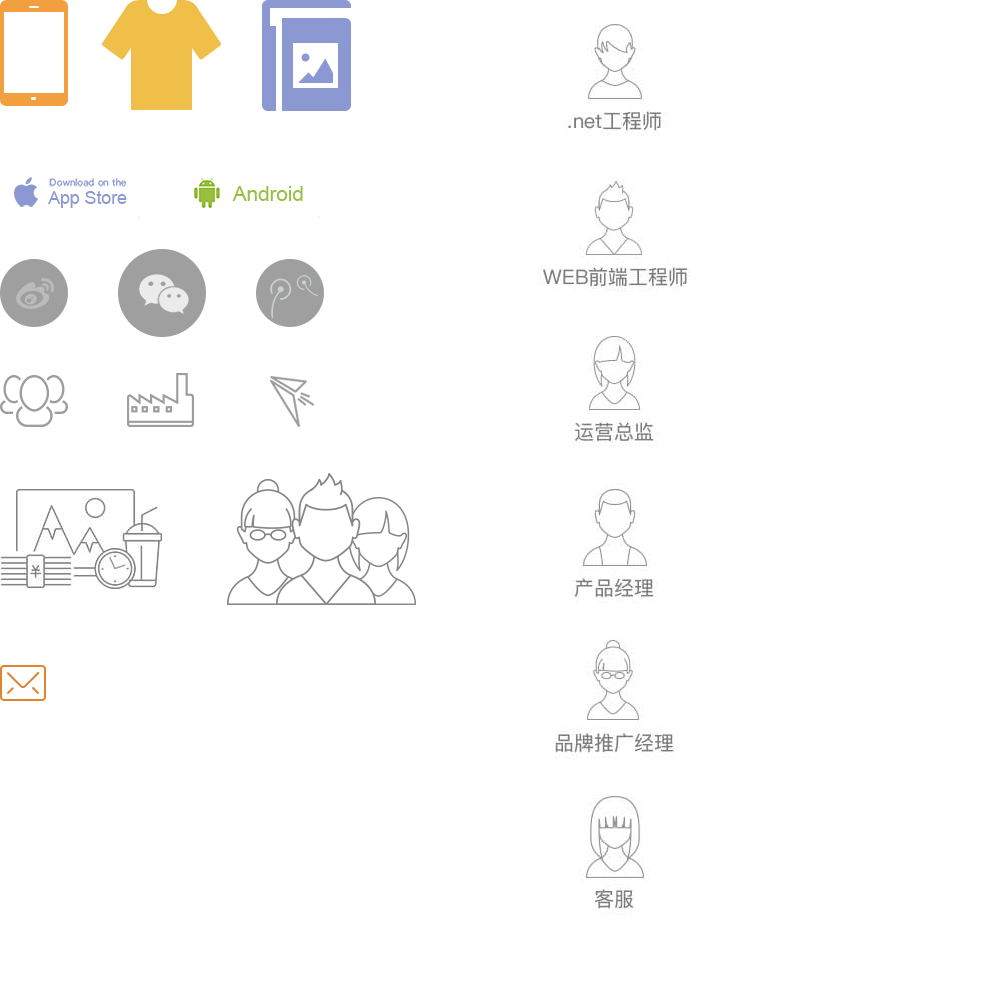 Download on the
App Store
Android
¥
.net工程师
WEB前端工程师
运营总监
产品经理
品牌推广经理
客服